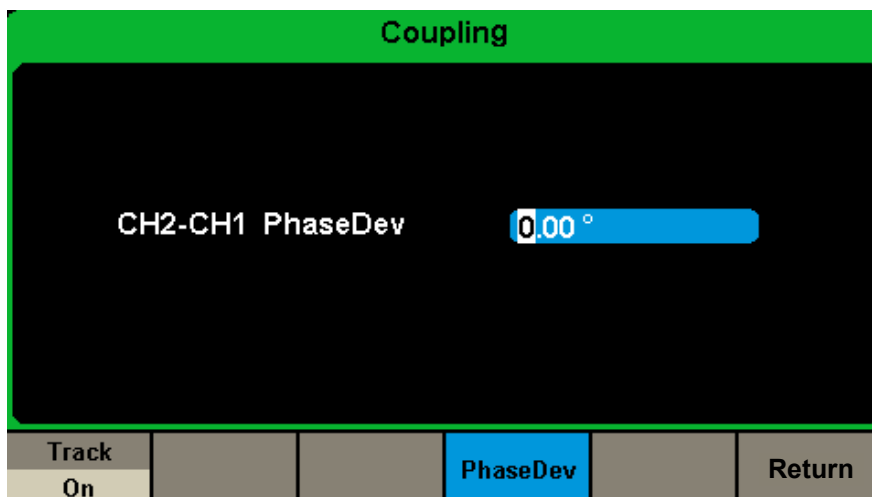 Coupling
CH2-CH1 PhaseDev 0.00 °
Track
On
PhaseDev
Return